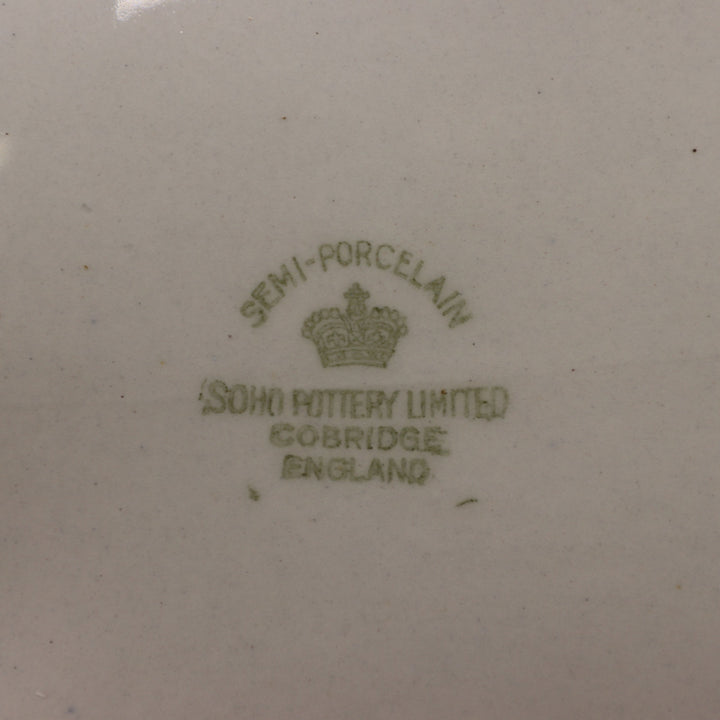 SEMI-PORCELAIN
SOHO POTTERY LIMITED
COBRIDGE
ENGLAND